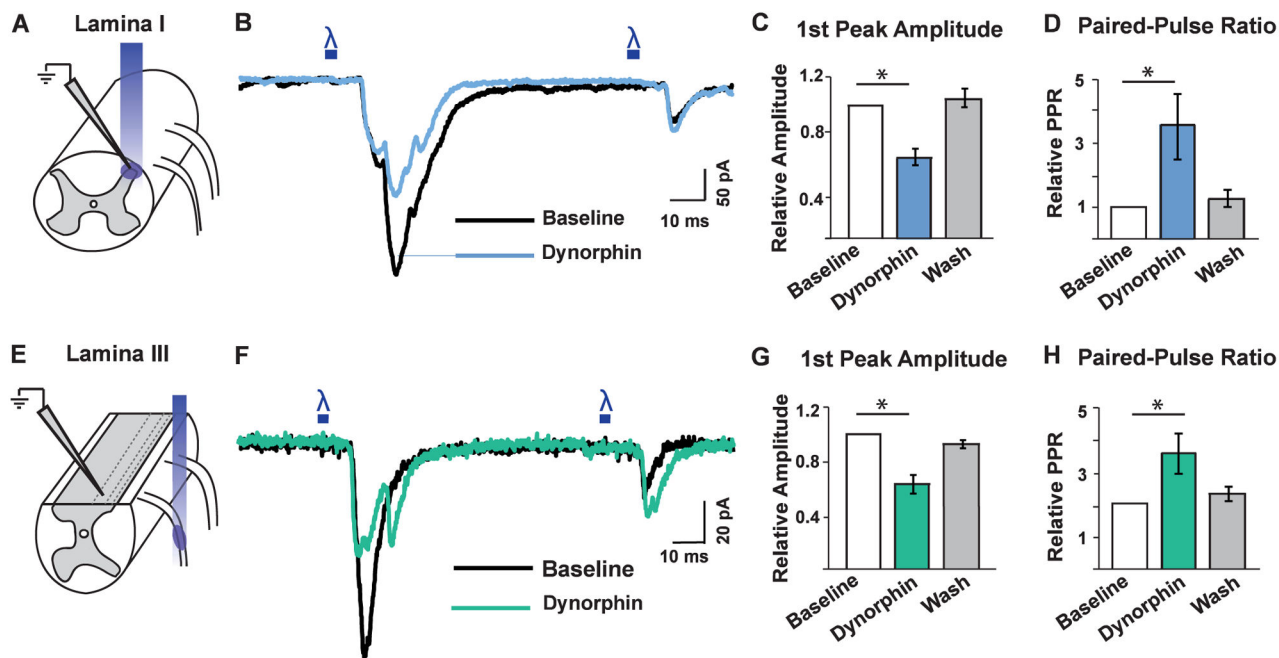 A
Lamina I
B
λ
λ
50 pA
10 ms
Baseline
Dynorphin
C
1st Peak Amplitude
Relative Amplitude
1.2
0.8
0.4
*
Baseline
Dynorphin
Wash
D
Paired-Pulse Ratio
Relative PPR
5
3
1
*
Baseline
Dynorphin
Wash
E
Lamina III
F
λ
λ
20 pA
10 ms
Baseline
Dynorphin
G
1st Peak Amplitude
Relative Amplitude
1.2
0.8
0.4
*
Baseline
Dynorphin
Wash
H
Paired-Pulse Ratio
Relative PPR
5
3
1
*
Baseline
Dynorphin
Wash